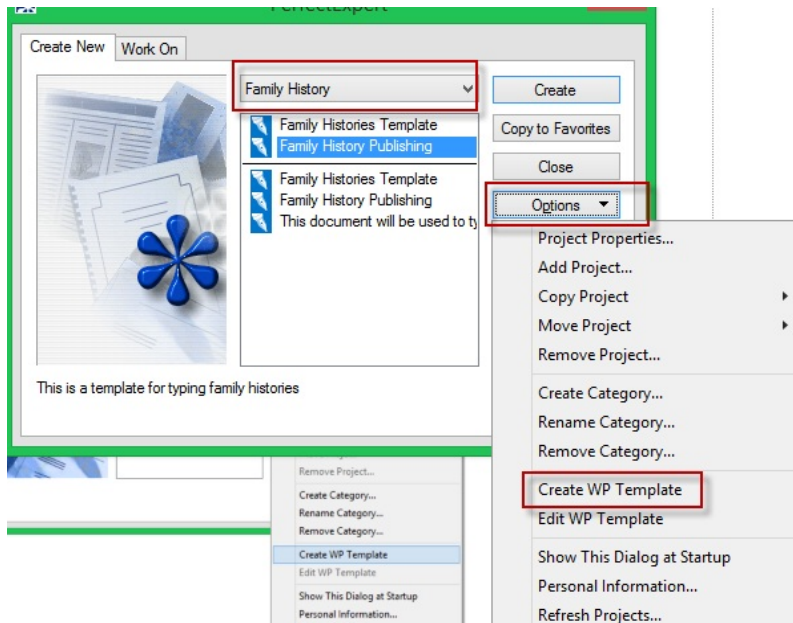 PerfectExpert
Create New
Work On
Family History
Family Histories Template
Family History Publishing
Family Histories Template
Family History Publishing
This document will be used to ty
Create
Copy to Favorites
Close
Options
This is a template for typing family histories
Project Properties...
Add Project...
Copy Project
Move Project
Remove Project...
Create Category...
Rename Category...
Remove Category...
Create WP Template
Edit WP Template
Show This Dialog at Startup
Personal Information...
Refresh Projects...
Remove Project...
Create Category...
Rename Category...
Remove Category...
Create WP Template
Edit WP Template
Show This Dialog at Startup
Personal Information...